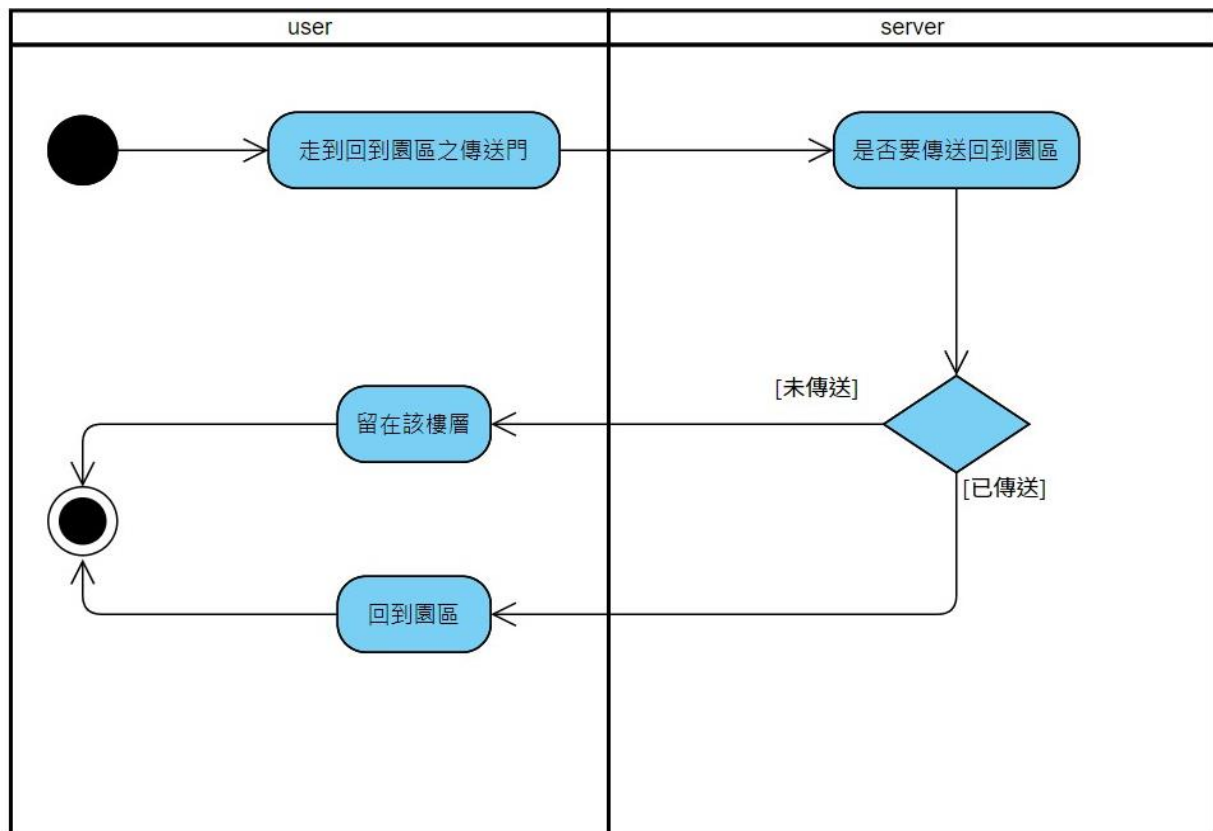 user
server
走到回到園區之傳送門
是否要傳送回到園區
[未傳送]
留在該樓層
[已傳送]
回到園區